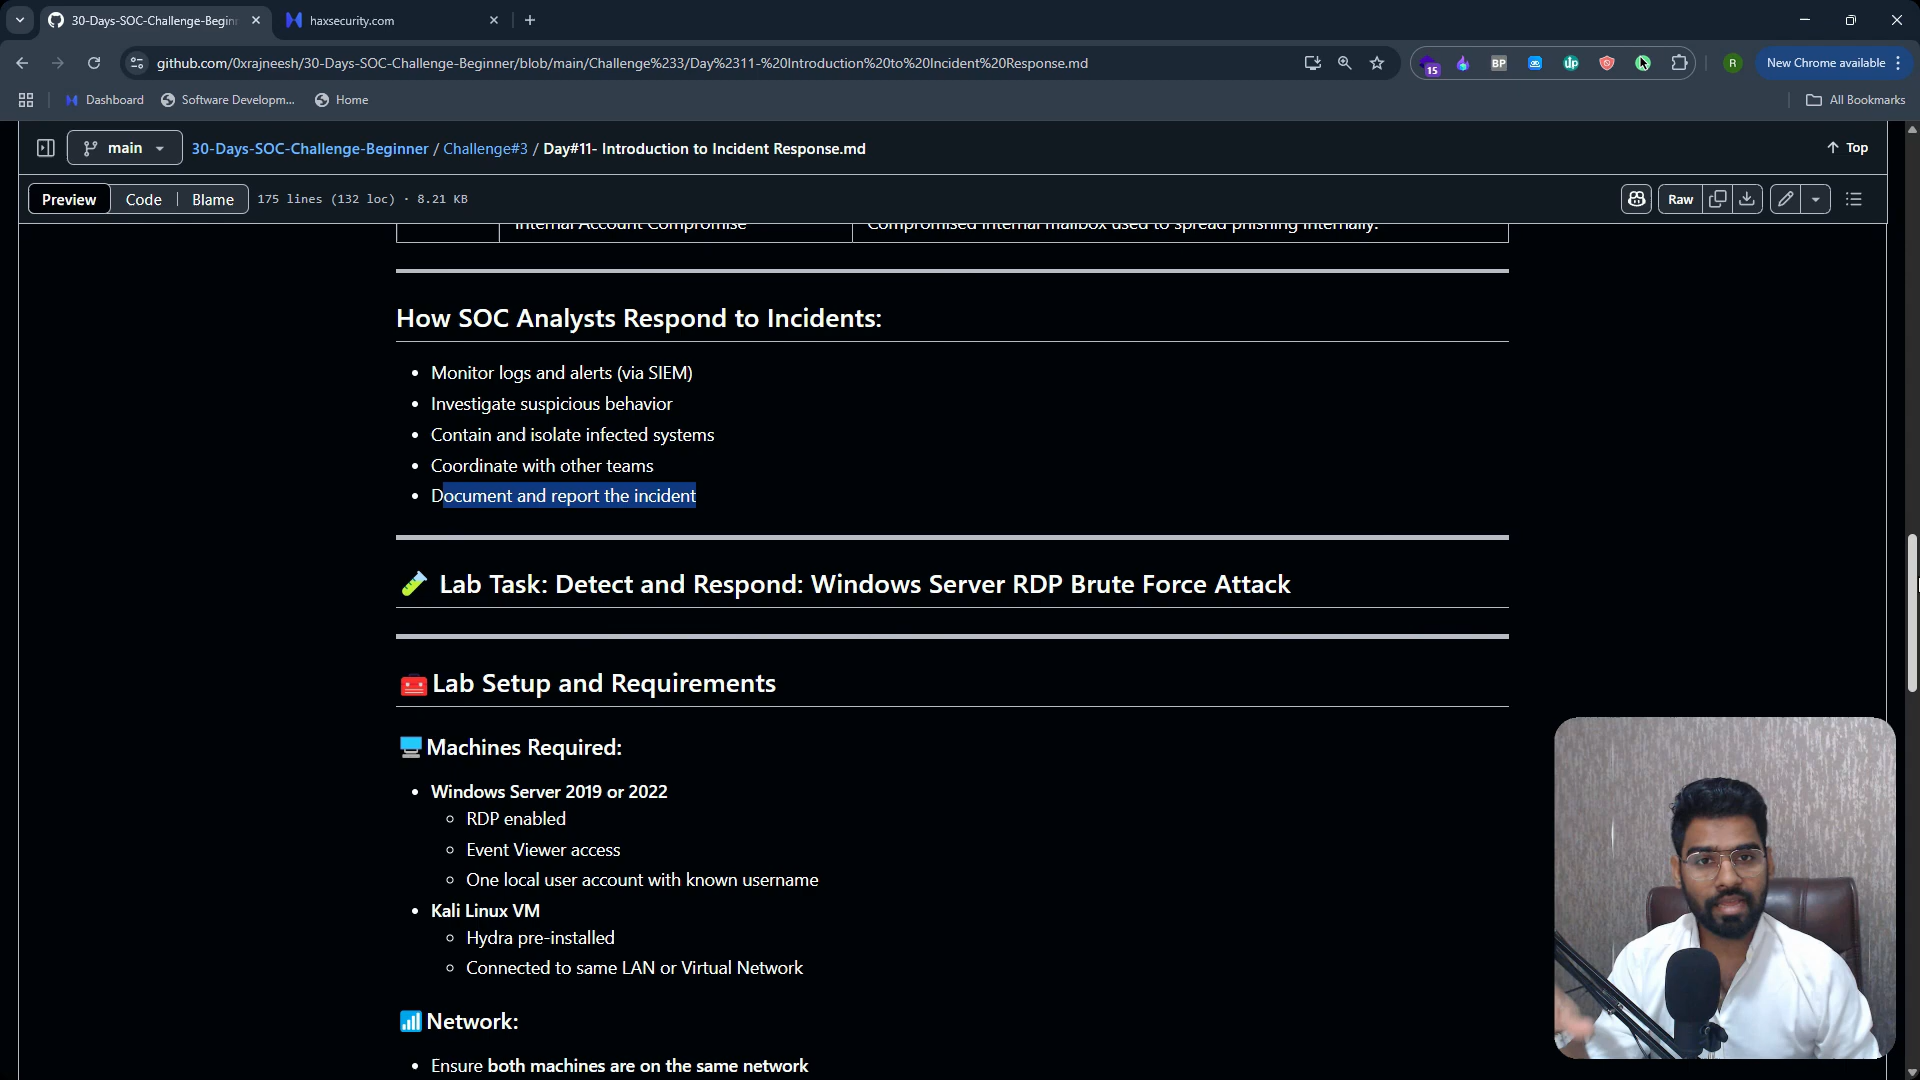 30-Days-SOC-Challenge-Beginn
haxsecurity.com
github.com/0xrajneesh/30-Days-SOC-Challenge-Beginner/blob/main/Challenge%233/Day%2311-%20Introduction%20to%20Incident%20Response.md
15
BP
up
R
New Chrome available
Dashboard
Software Developm...
Home
All Bookmarks
main
30-Days-SOC-Challenge-Beginner / Challenge#3 / Day#11- Introduction to Incident Response.md
Top
Preview
Code
Blame
175 lines (132 loc) · 8.21 KB
Raw
Internal Account Compromise
Compromised internal mailbox used to spread phishing internally.
How SOC Analysts Respond to Incidents:
• Monitor logs and alerts (via SIEM)
• Investigate suspicious behavior
• Contain and isolate infected systems
• Coordinate with other teams
• Document and report the incident
Lab Task: Detect and Respond: Windows Server RDP Brute Force Attack
Lab Setup and Requirements
Machines Required:
• Windows Server 2019 or 2022
◦ RDP enabled
◦ Event Viewer access
◦ One local user account with known username
• Kali Linux VM
◦ Hydra pre-installed
◦ Connected to same LAN or Virtual Network
Network:
• Ensure both machines are on the same network